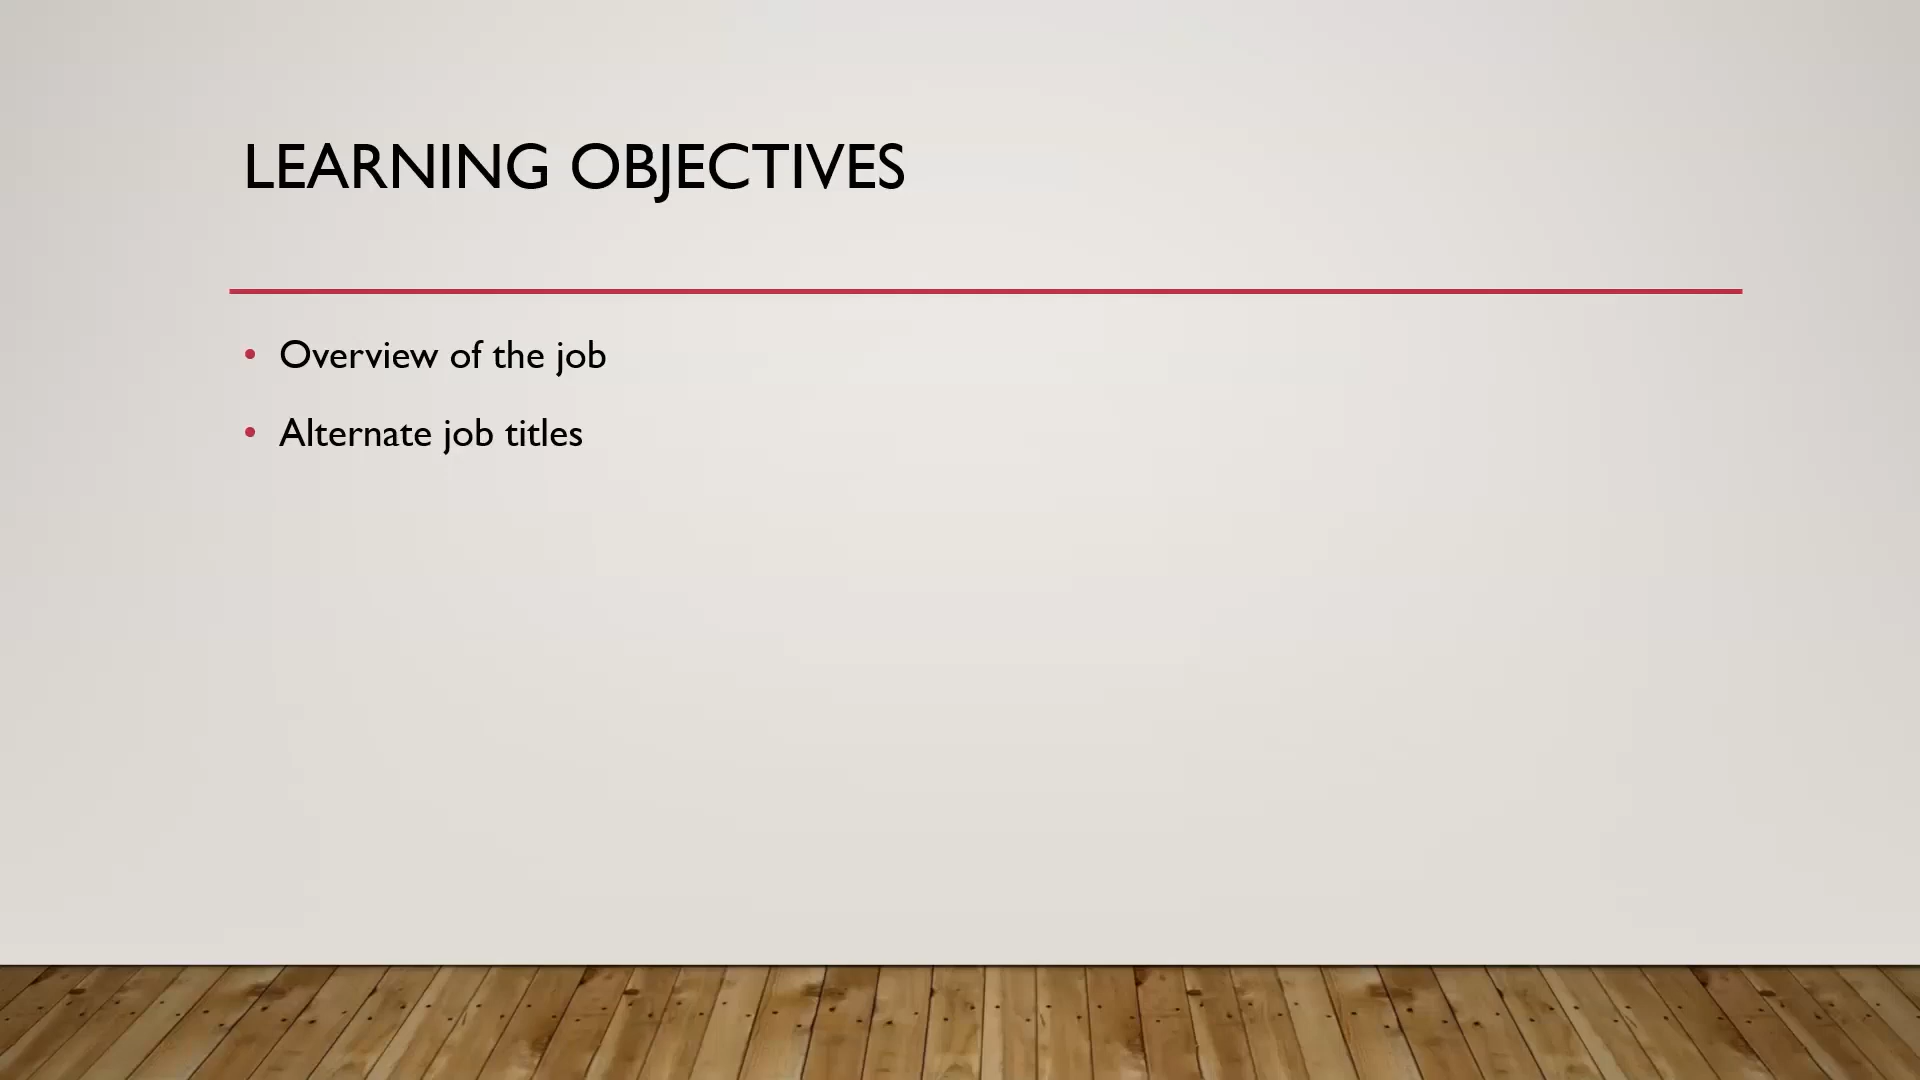 LEARNING OBJECTIVES
• Overview of the job
• Alternate job titles